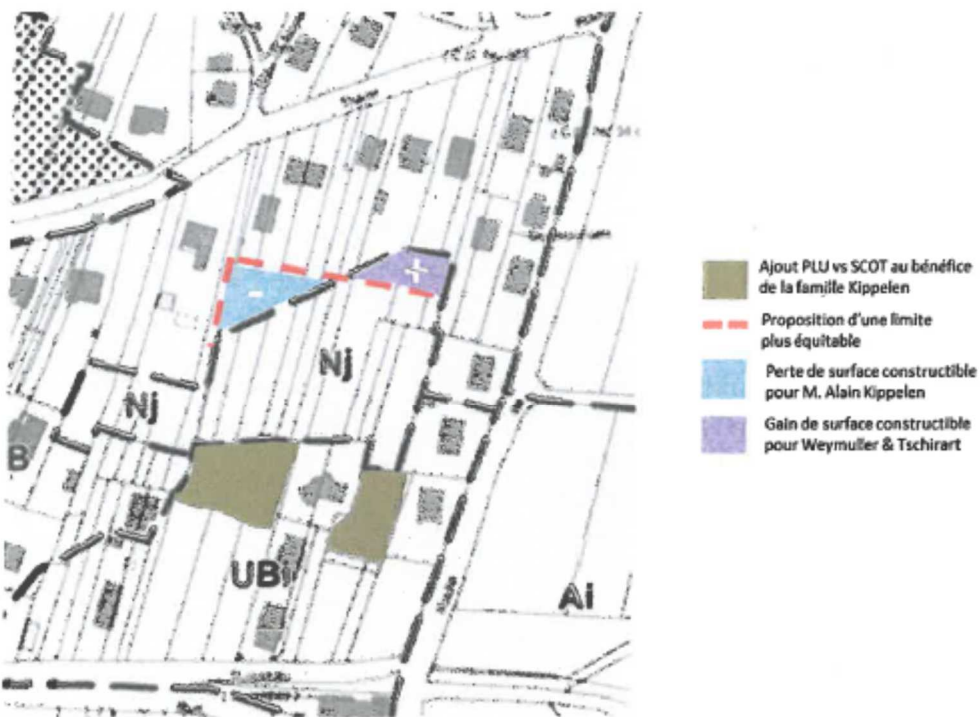 Nj
Nj
B
UBi
Ai
Ajout PLU vs SCOT au bénéfice
de la famille Kippelen
Proposition d'une limite
plus équitable
Perte de surface constructible
pour M. Alain Kippelen
Gain de surface constructible
pour Weymuller & Tschirart